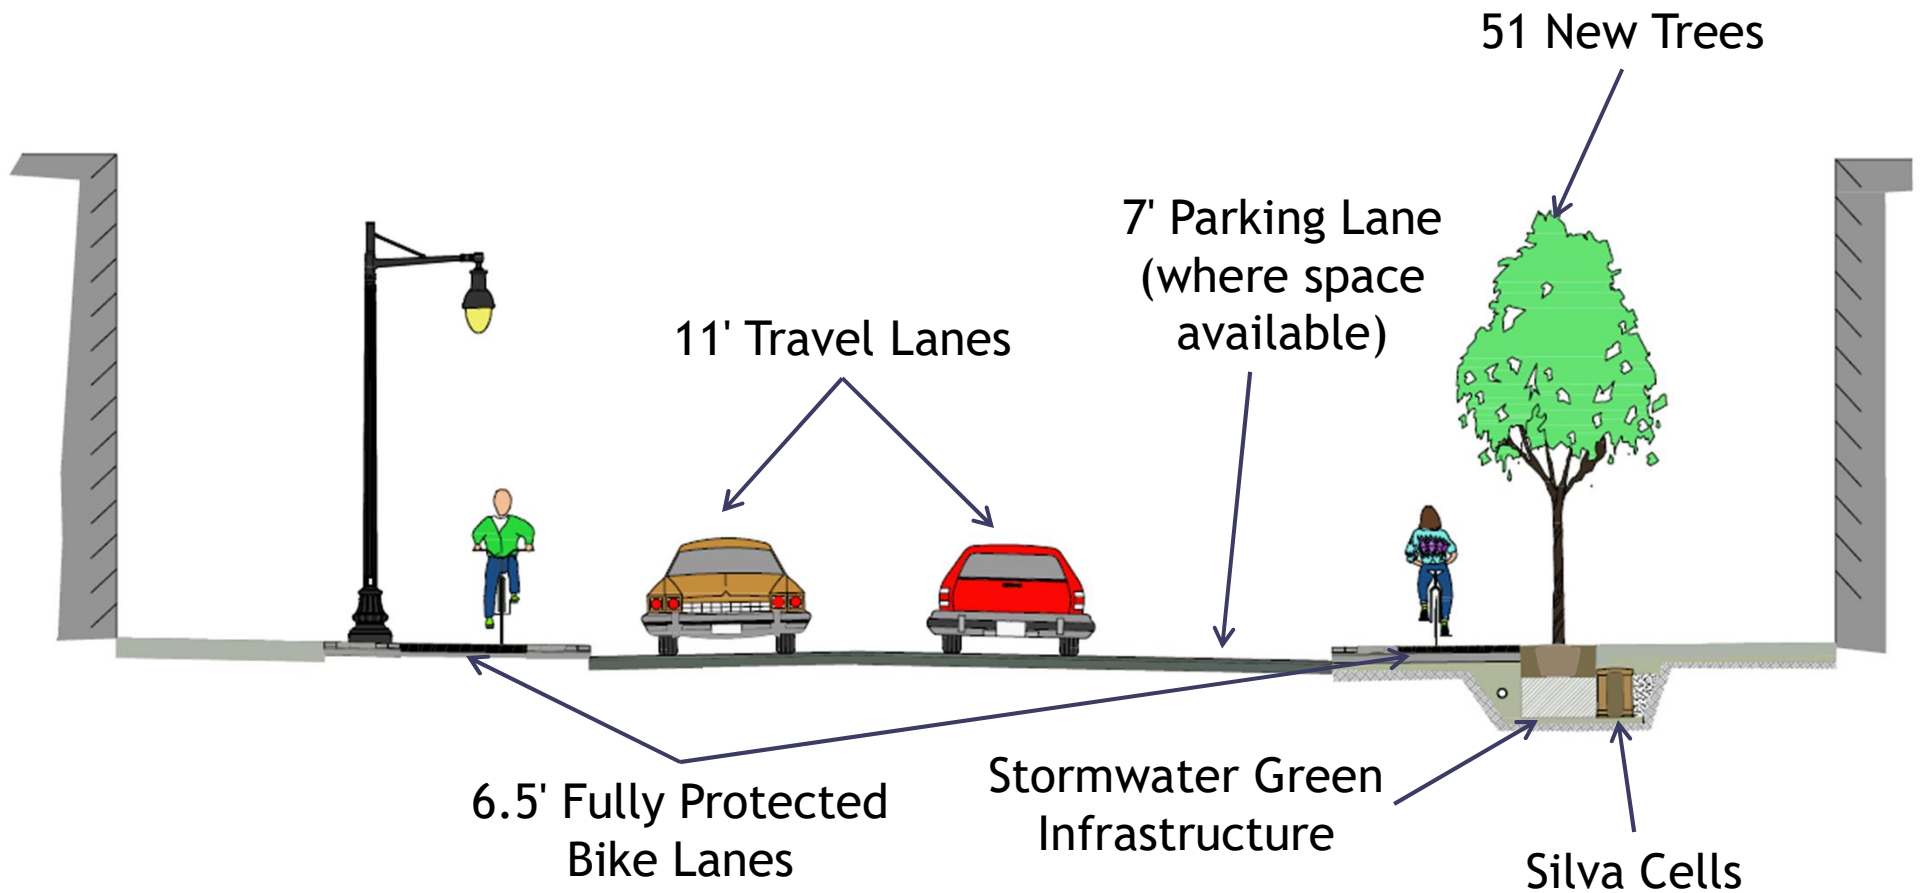 51 New Trees
7' Parking Lane
(where space
available)
11' Travel Lanes
6.5' Fully Protected
Bike Lanes
Stormwater Green
Infrastructure
Silva Cells